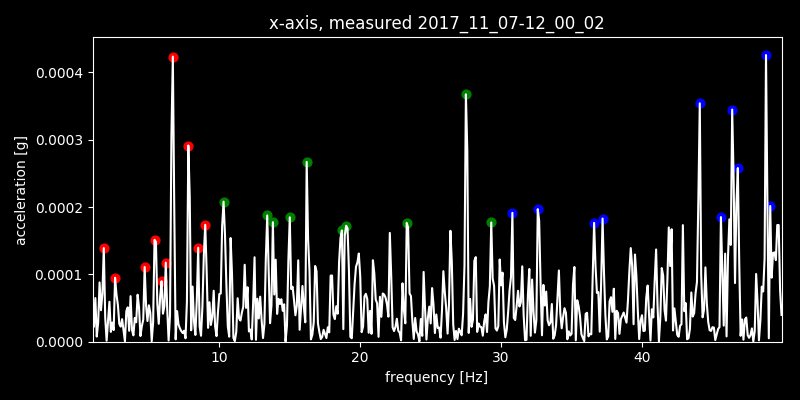 x-axis, measured 2017_11_07-12_00_02
0.0004
0.0003
0.0002
0.0001
0.0000
acceleration [g]
10 20 30 40
frequency [Hz]